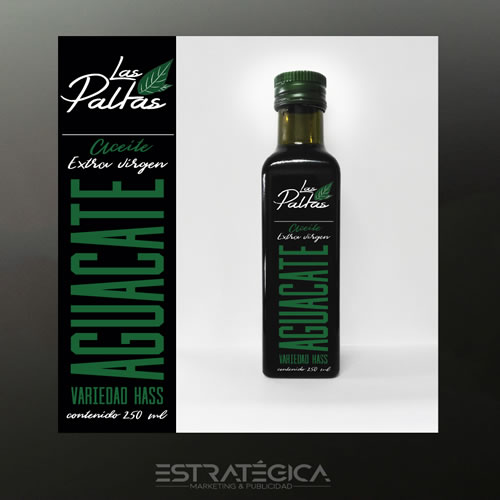 Las
Paltas
Aceite
Extra virgen
AGUACATE
VARIEDAD HASS
contenido 250 ml
Las
Paltas
Aceite
Extra virgen
AGUACATE
VARIEDAD HASS
contenido 250 ml
ESTRATÉGICA
MARKETING & PUBLICIDAD